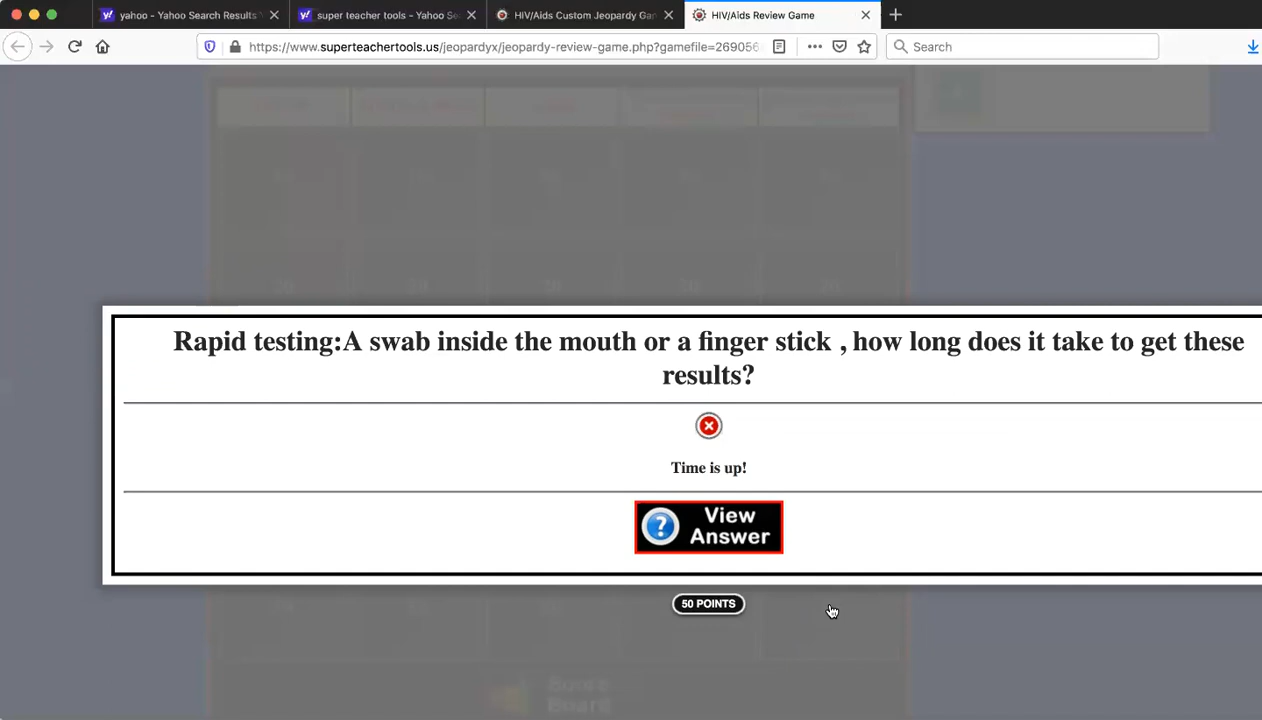 yahoo - Yahoo Search Results
super teacher tools - Yahoo Se
HIV/Aids Custom Jeopardy Gan
HIV/Aids Review Game
https://www.superteachertools.us/jeopardyx/jeopardy-review-game.php?gamefile=269056
Search
Rapid testing:A swab inside the mouth or a finger stick , how long does it take to get these
results?
Time is up!
View
Answer
50 POINTS